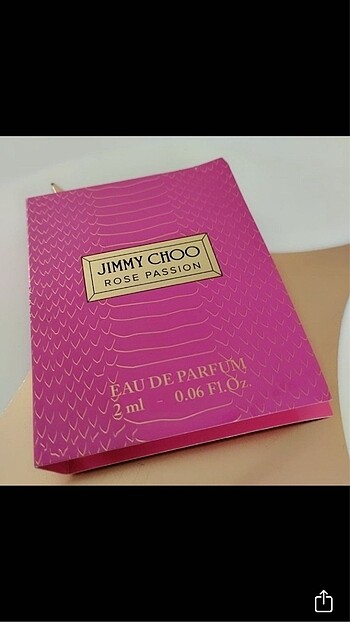 JIMMY CHOO
ROSE PASSION
EAU DE PARFUM
2 ml - 0.06 Fl.Oz.